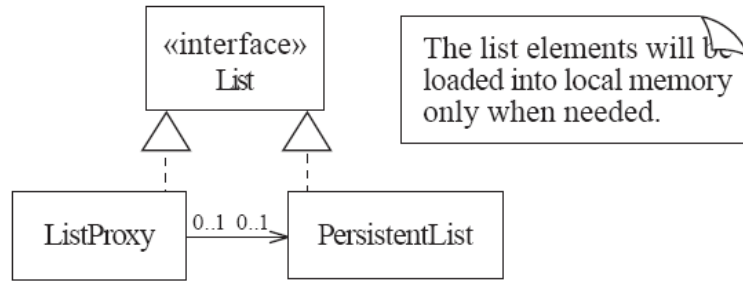 «interface»
List
The list elements will be
loaded into local memory
only when needed.
ListProxy
0..1 0..1
PersistentList